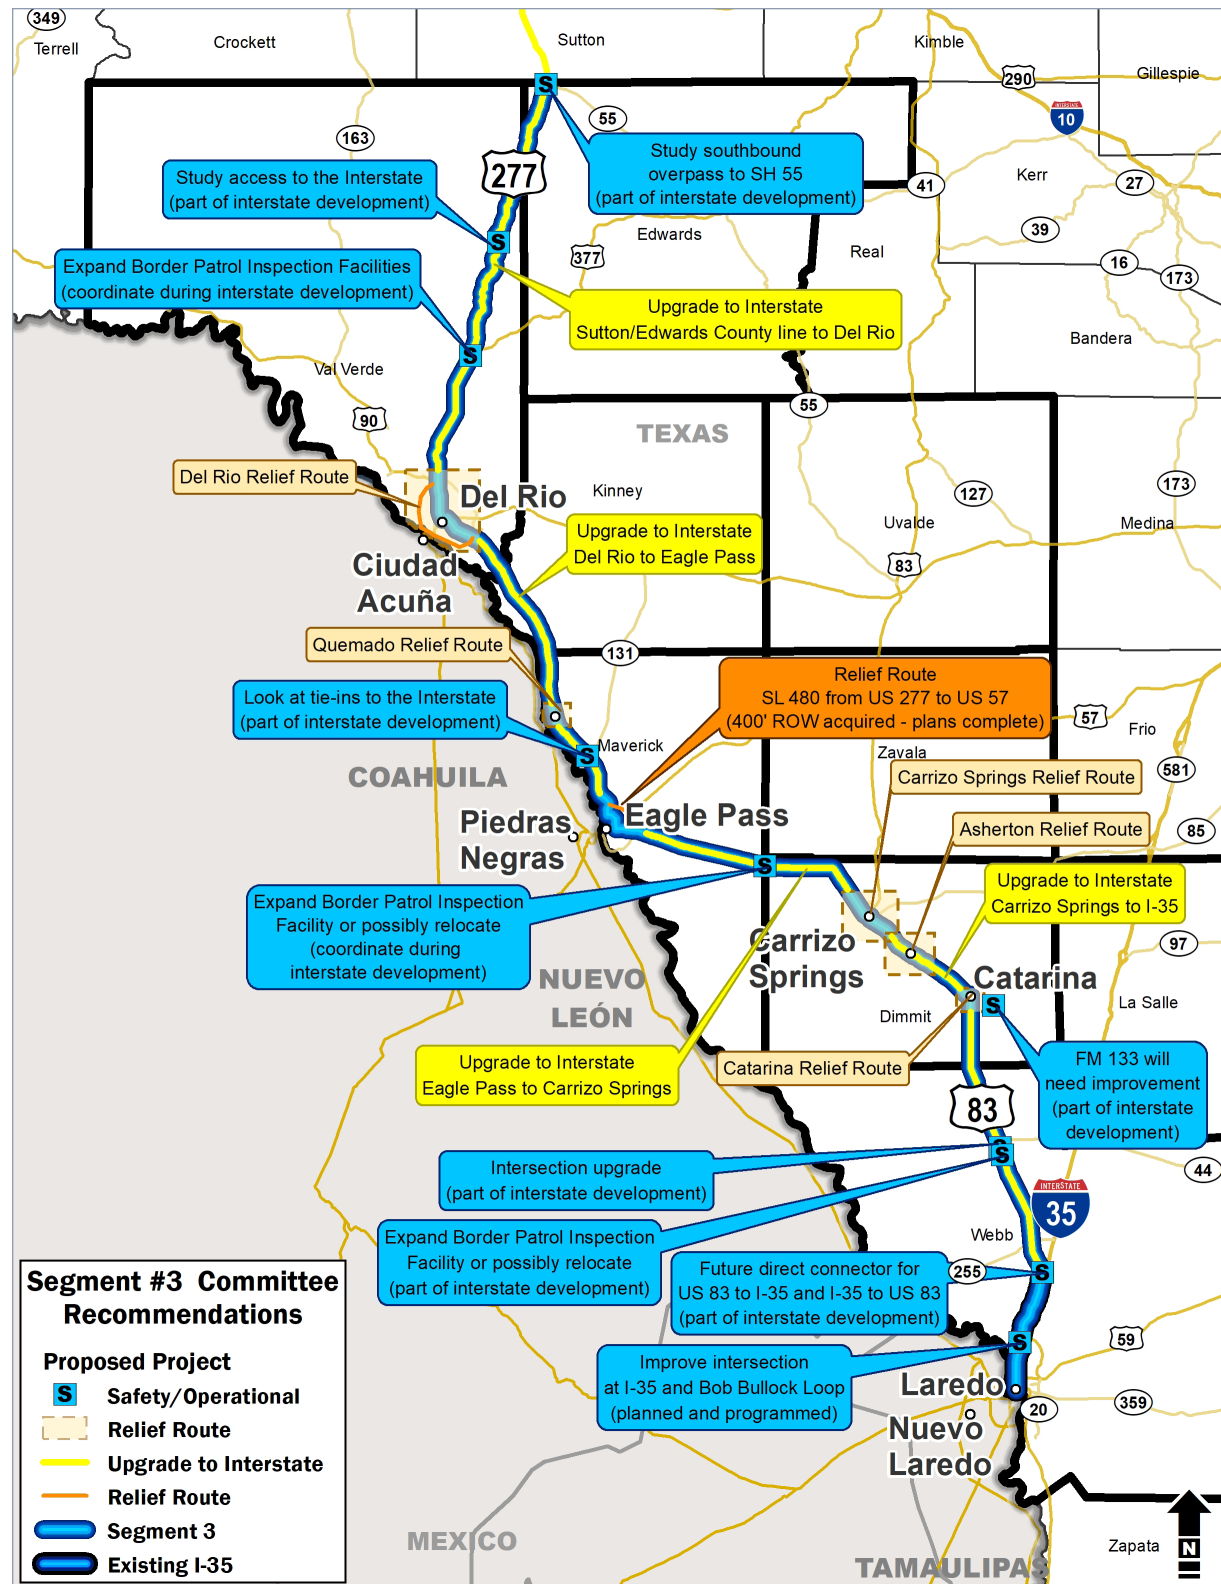 349
Terrell
Crockett
Sutton
Kimble
290
Gillespie
INTERSTATE
10
163
55
277
Study southbound
overpass to SH 55
(part of interstate development)
Study access to the Interstate
(part of interstate development)
41
Kerr
27
39
Edwards
Real
377
16
173
Expand Border Patrol Inspection Facilities
(coordinate during interstate development)
Upgrade to Interstate
Sutton/Edwards County line to Del Rio
Bandera
Val Verde
90
55
TEXAS
Del Rio Relief Route
Del Rio
Kinney
127
173
Uvalde
Medina
Upgrade to Interstate
Del Rio to Eagle Pass
83
Ciudad
Acuña
Quemado Relief Route
131
Relief Route
SL 480 from US 277 to US 57
(400' ROW acquired - plans complete)
Look at tie-ins to the Interstate
(part of interstate development)
57
Frio
Maverick
Zavala
COAHUILA
Carrizo Springs Relief Route
581
Piedras
Negras
Eagle Pass
Asherton Relief Route
85
Expand Border Patrol Inspection
Facility or possibly relocate
(coordinate during
interstate development)
Upgrade to Interstate
Carrizo Springs to I-35
Carrizo
Springs
97
NUEVO
LEÓN
Catarina
S
La Salle
Dimmit
Upgrade to Interstate
Eagle Pass to Carrizo Springs
Catarina Relief Route
FM 133 will
need improvement
(part of interstate
development)
83
Intersection upgrade
(part of interstate development)
44
INTERSTATE
35
Expand Border Patrol Inspection
Facility or possibly relocate
(part of interstate development)
Webb
255
Future direct connector for
US 83 to I-35 and I-35 to US 83
(part of interstate development)
59
Improve intersection
at I-35 and Bob Bullock Loop
(planned and programmed)
Laredo
20
359
Nuevo
Laredo
MEXICO
TAMAULIPAS
Zapata
N
Segment #3 Committee
Recommendations
Proposed Project
S Safety/Operational
Relief Route
Upgrade to Interstate
Relief Route
Segment 3
Existing I-35